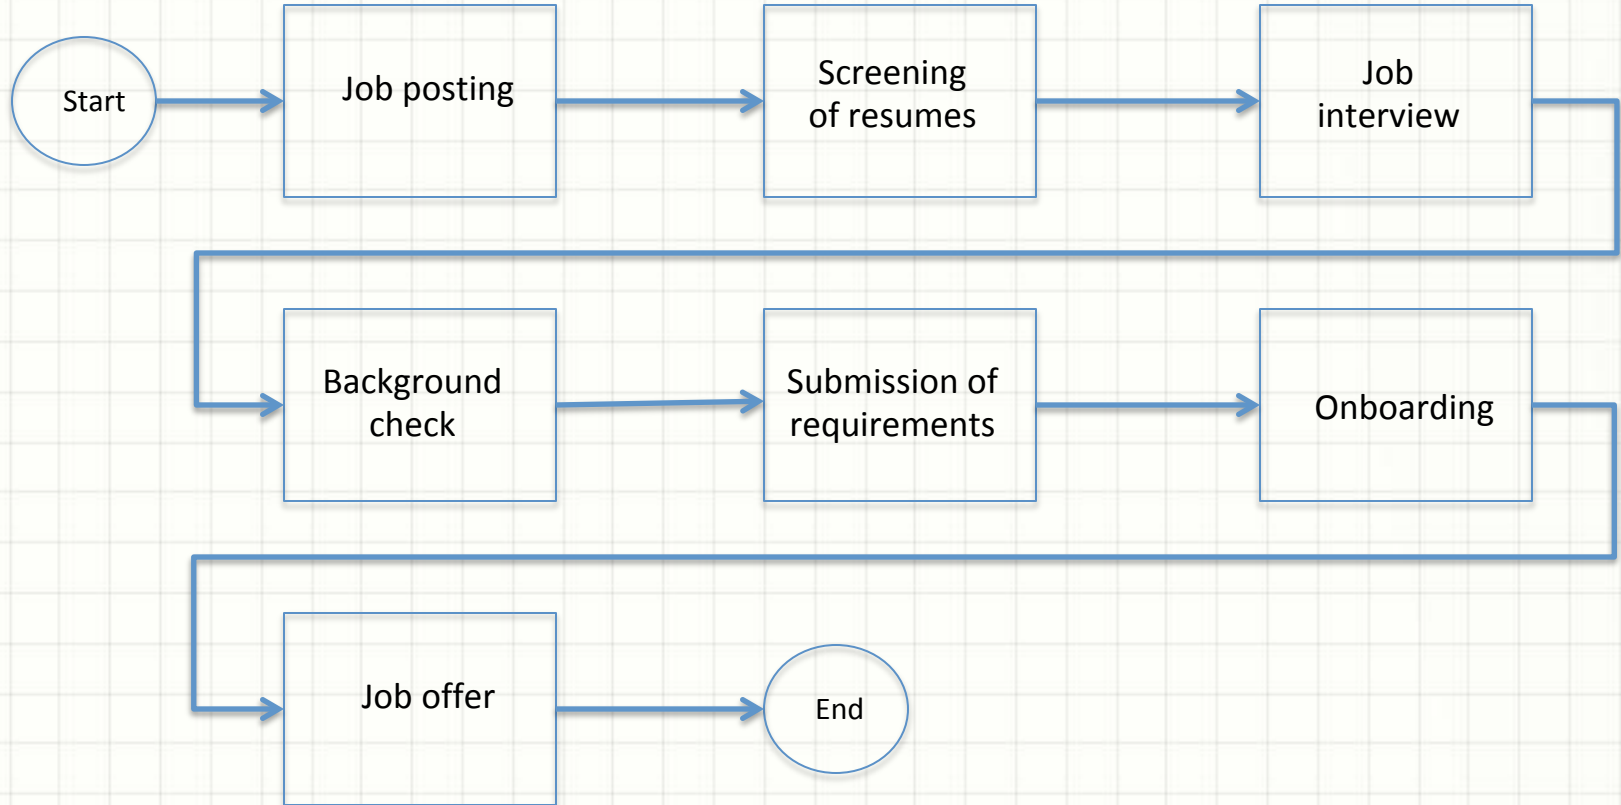 Start
Job posting
Screening
of resumes
Job
interview
Background
check
Submission of
requirements
Onboarding
Job offer
End